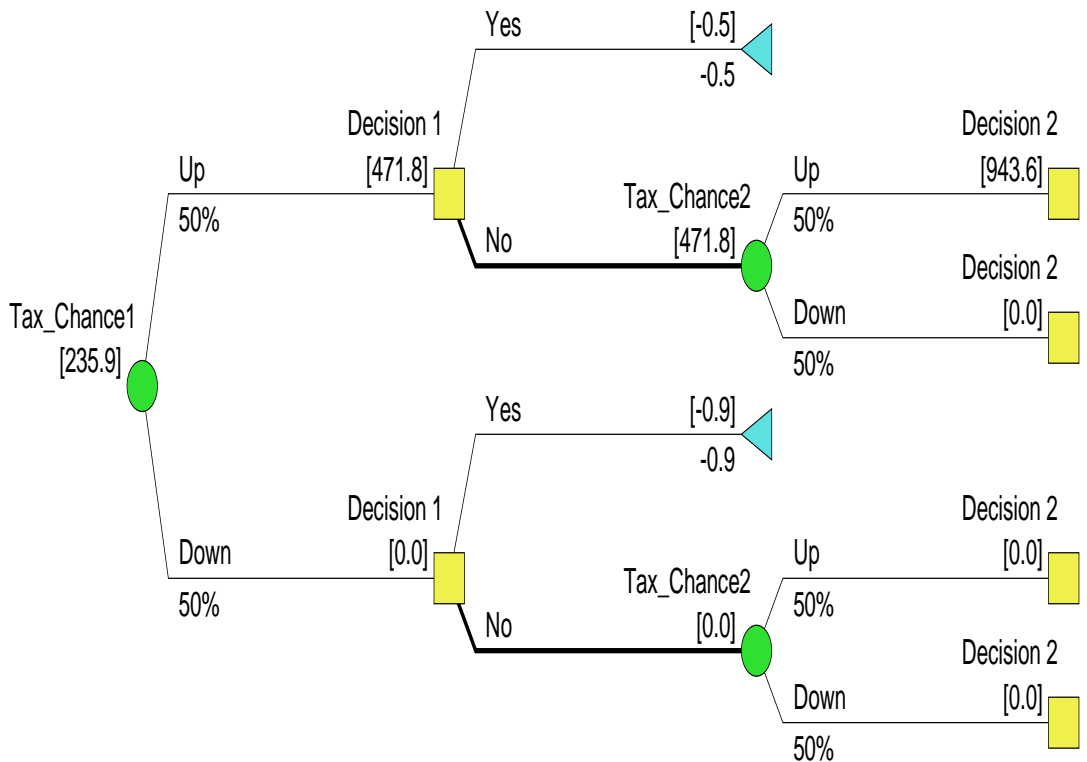 Yes
[-0.5]
-0.5
Decision 1
[471.8]
Up
50%
No
Tax_Chance2
[471.8]
Decision 2
[943.6]
Up
50%
Decision 2
[0.0]
Down
50%
Tax_Chance1
[235.9]
Yes
[-0.9]
-0.9
Decision 1
[0.0]
Down
50%
No
Tax_Chance2
[0.0]
Decision 2
[0.0]
Up
50%
Decision 2
[0.0]
Down
50%